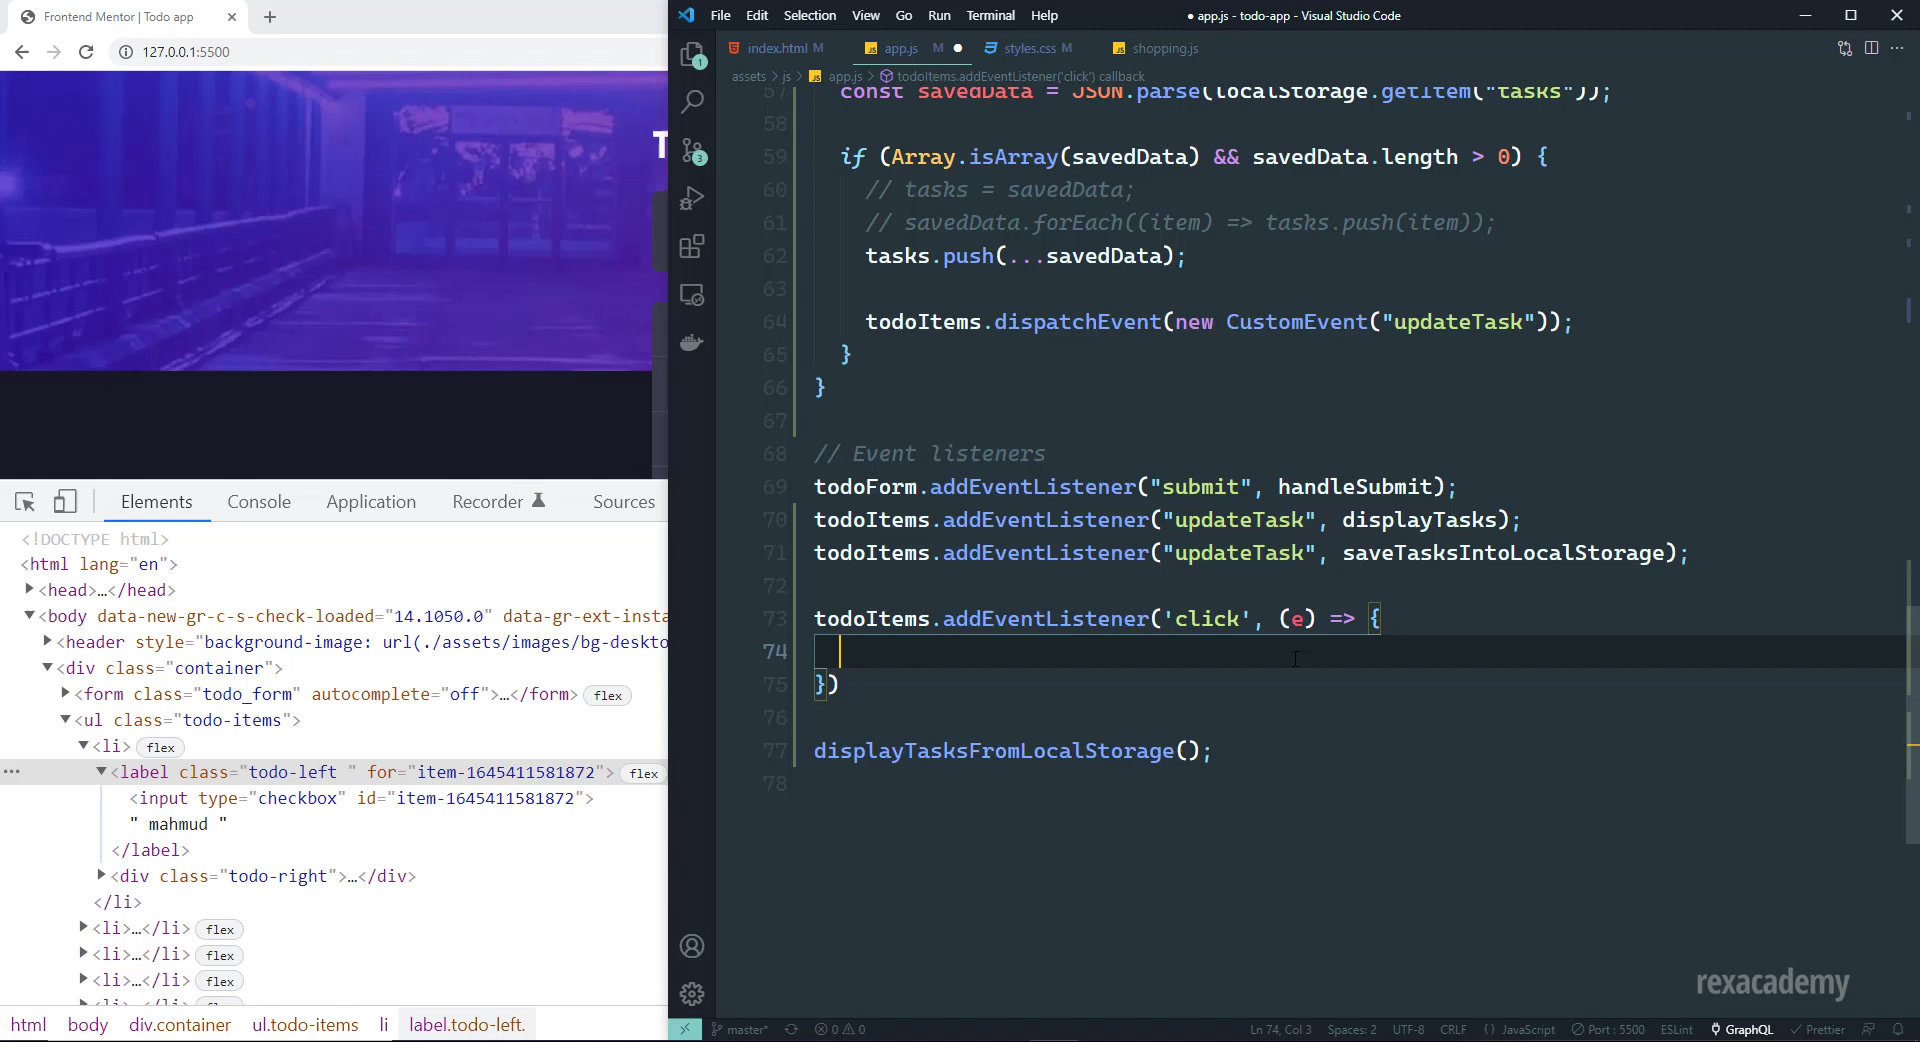 Frontend Mentor | Todo app
127.0.0.1:5500
T
Elements Console Application Recorder Sources
<!DOCTYPE html>
<html lang="en">
<head>…</head>
<body data-new-gr-c-s-check-loaded="14.1050.0" data-gr-ext-insta
<header style="background-image: url(./assets/images/bg-deskto
<div class="container">
<form class="todo_form" autocomplete="off">…</form> flex
<ul class="todo-items">
<li> flex
<label class="todo-left " for="item-1645411581872"> flex
<input type="checkbox" id="item-1645411581872">
" mahmud "
</label>
<div class="todo-right">…</div>
</li>
<li>…</li> flex
<li>…</li> flex
<li>…</li> flex
html body div.container ul.todo-items li label.todo-left.
File Edit Selection View Go Run Terminal Help
● app.js - todo-app - Visual Studio Code
index.html M app.js M styles.css M shopping.js
assets > js > app.js > todoItems.addEventListener('click') callback
57 const savedData = JSON.parse(localStorage.getItem("tasks"));
58
59 if (Array.isArray(savedData) && savedData.length > 0) {
60 // tasks = savedData;
61 // savedData.forEach((item) => tasks.push(item));
62 tasks.push(...savedData);
63
64 todoItems.dispatchEvent(new CustomEvent("updateTask"));
65 }
66 }
67
68 // Event listeners
69 todoForm.addEventListener("submit", handleSubmit);
70 todoItems.addEventListener("updateTask", displayTasks);
71 todoItems.addEventListener("updateTask", saveTasksIntoLocalStorage);
72
73 todoItems.addEventListener('click', (e) => {
74
75 })
76
77 displayTasksFromLocalStorage();
78
1
3
rexacademy
master* 0 0 Ln 74, Col 3 Spaces: 2 UTF-8 CRLF {} JavaScript Port : 5500 ESLint GraphQL Prettier